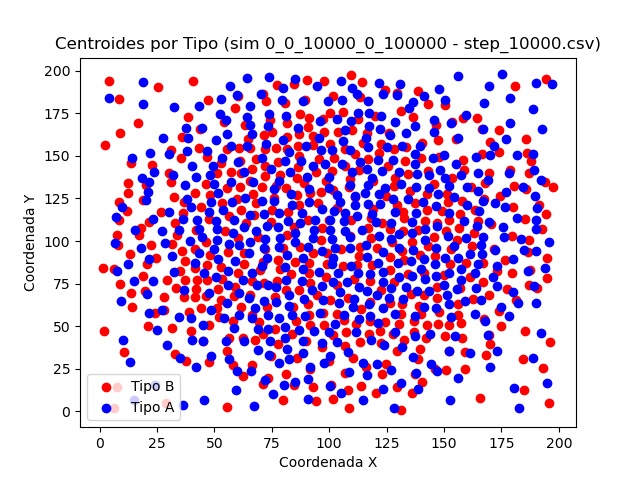 Centroides por Tipo (sim 0_0_10000_0_100000 - step_10000.csv)
200
175
150
125
100
75
50
25
0
Coordenada Y
Tipo B
Tipo A
0 25 50 75 100 125 150 175 200
Coordenada X